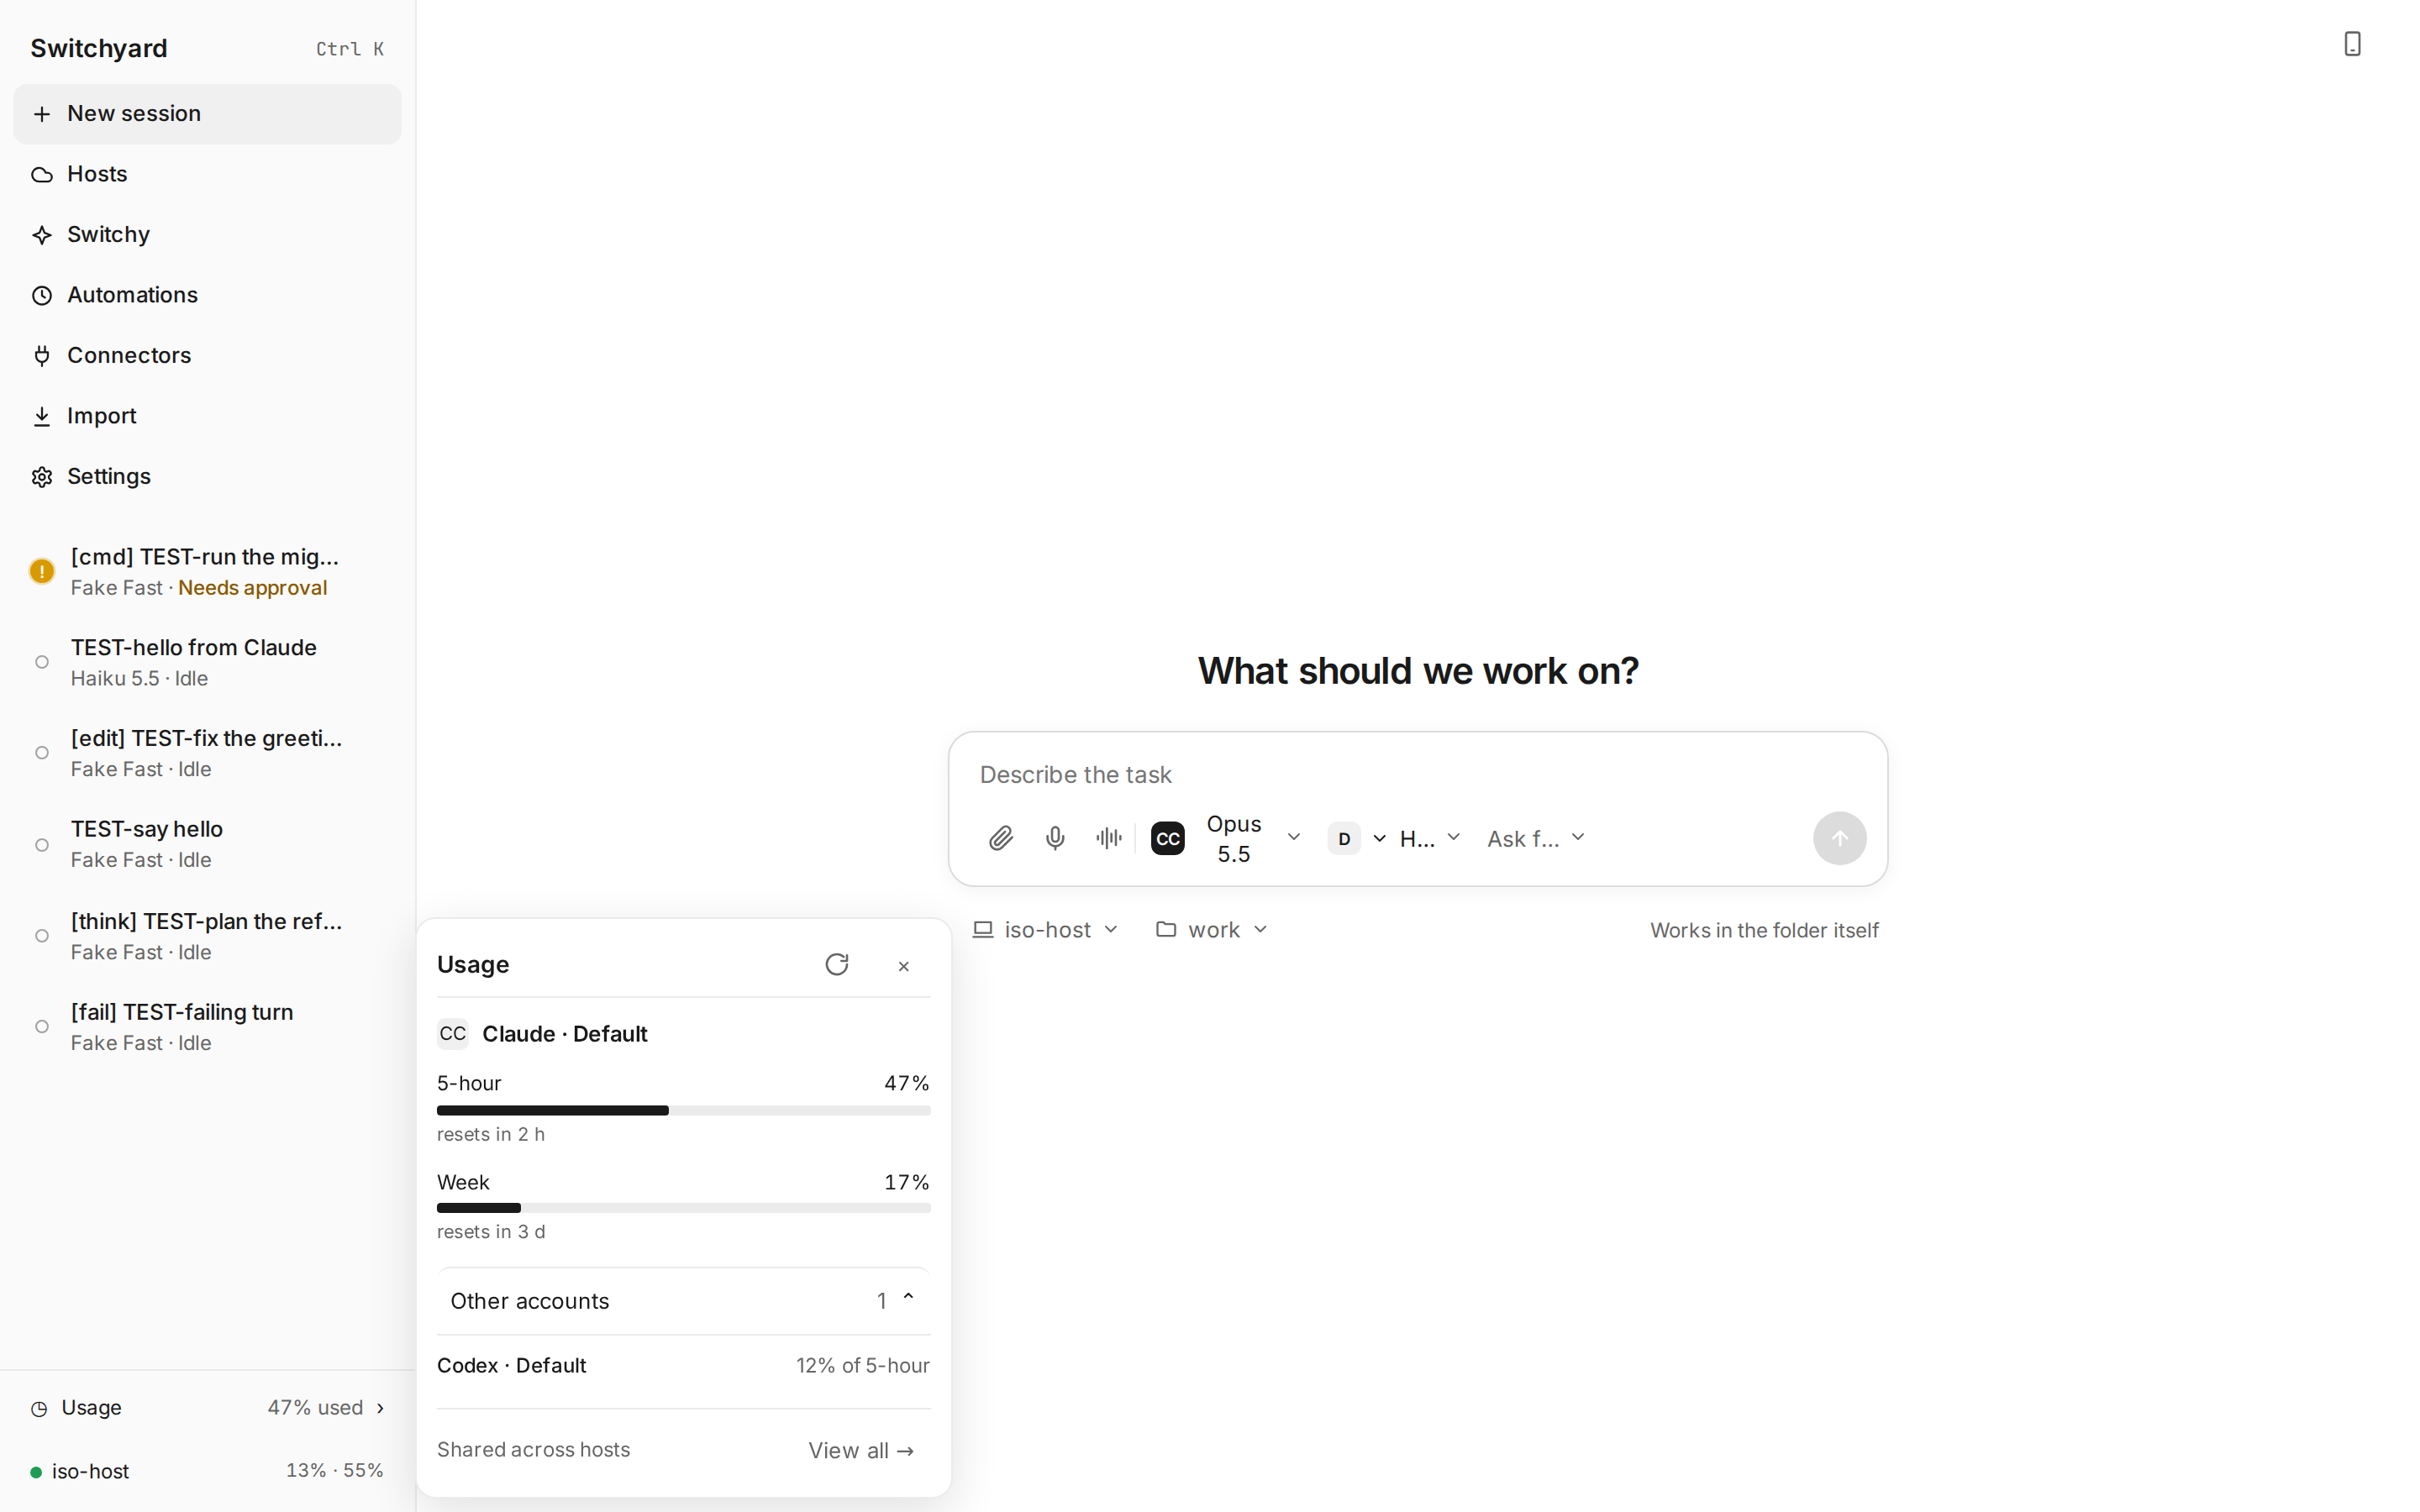 Switchyard
Ctrl K
New session
Hosts
Switchy
Automations
Connectors
Import
Settings
[cmd] TEST-run the mig...
Fake Fast · Needs approval
TEST-hello from Claude
Haiku 5.5 · Idle
[edit] TEST-fix the greeti...
Fake Fast · Idle
TEST-say hello
Fake Fast · Idle
[think] TEST-plan the ref...
Fake Fast · Idle
[fail] TEST-failing turn
Fake Fast · Idle
Usage
47% used
iso-host
13% · 55%
What should we work on?
Describe the task
CC
Opus
5.5
D
H...
Ask f...
iso-host
work
Works in the folder itself
Usage
×
CC
Claude · Default
5-hour
47%
resets in 2 h
Week
17%
resets in 3 d
Other accounts
1
Codex · Default
12% of 5-hour
Shared across hosts
View all →